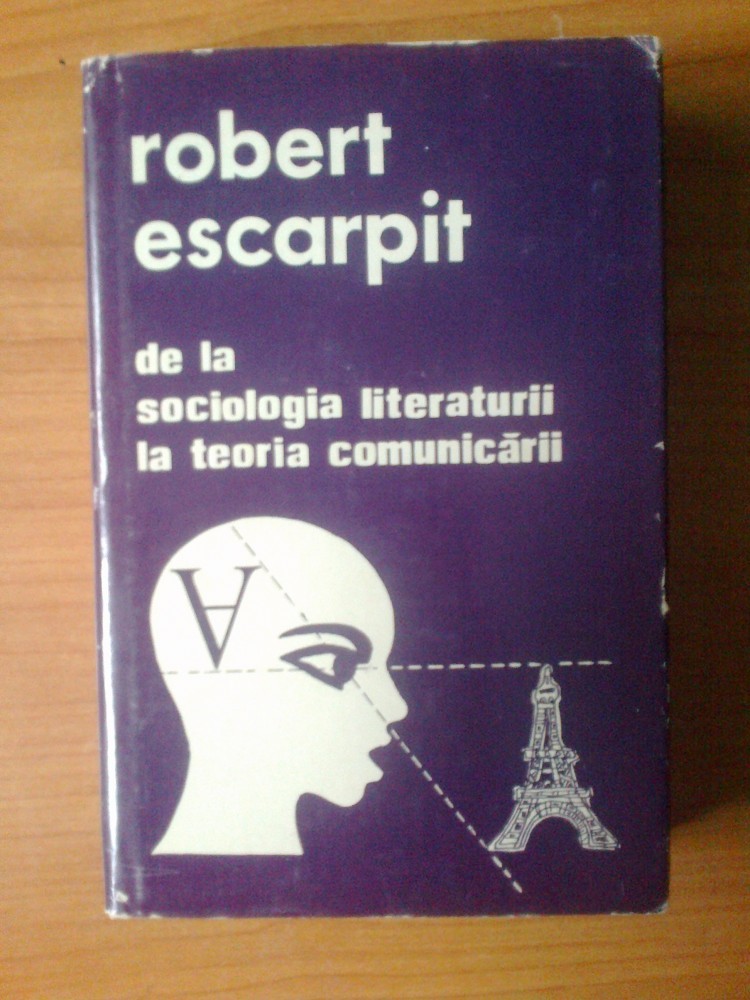 robert
escarpit
de la
sociologia literaturii
la teoria comunicării
A